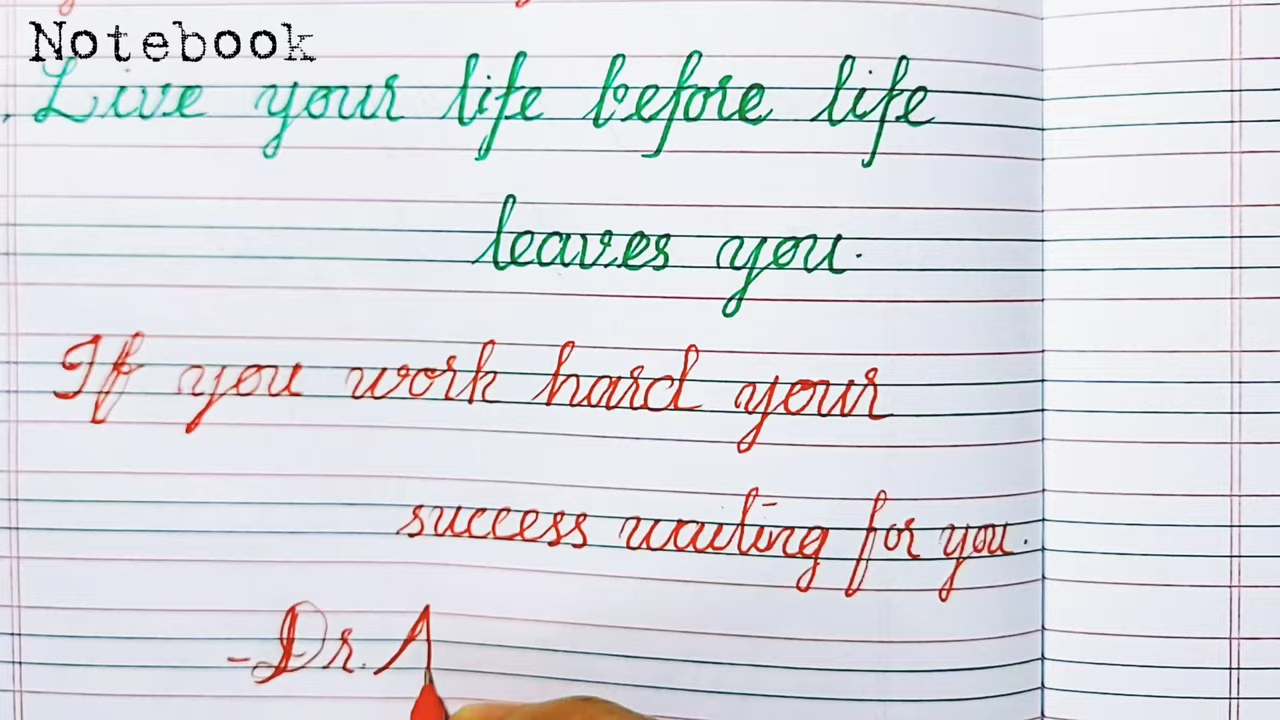 Notebook
Live your life before life
leaves you.
If you work hard your
success waiting for you.
-Dr. A